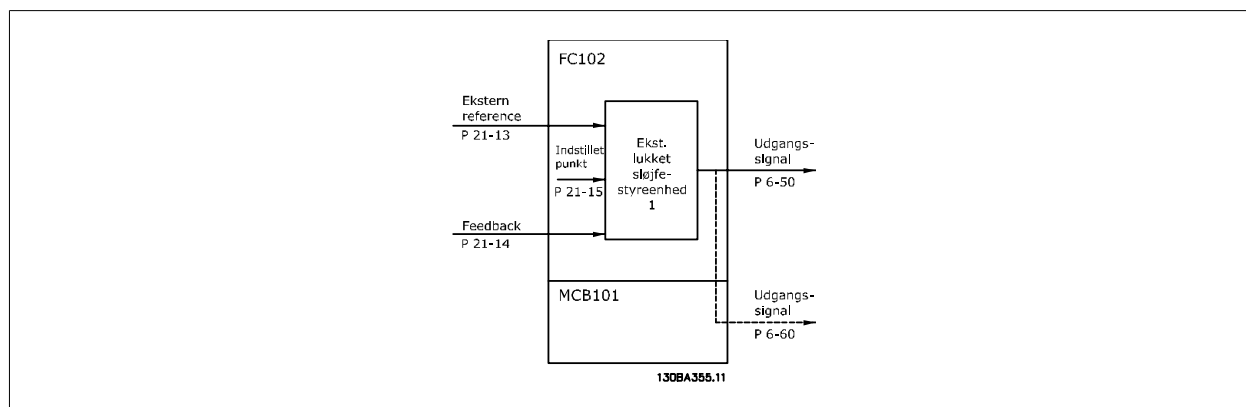 FC102
Ekstern
reference
P 21-13
Indstillet
punkt
P 21-15
Feedback
P 21-14
Ekst.
lukket
sløjfe-
styreenhed
1
Udgangs-
signal
P 6-50
MCB101
Udgangs-
signal
P 6-60
130BA355.11